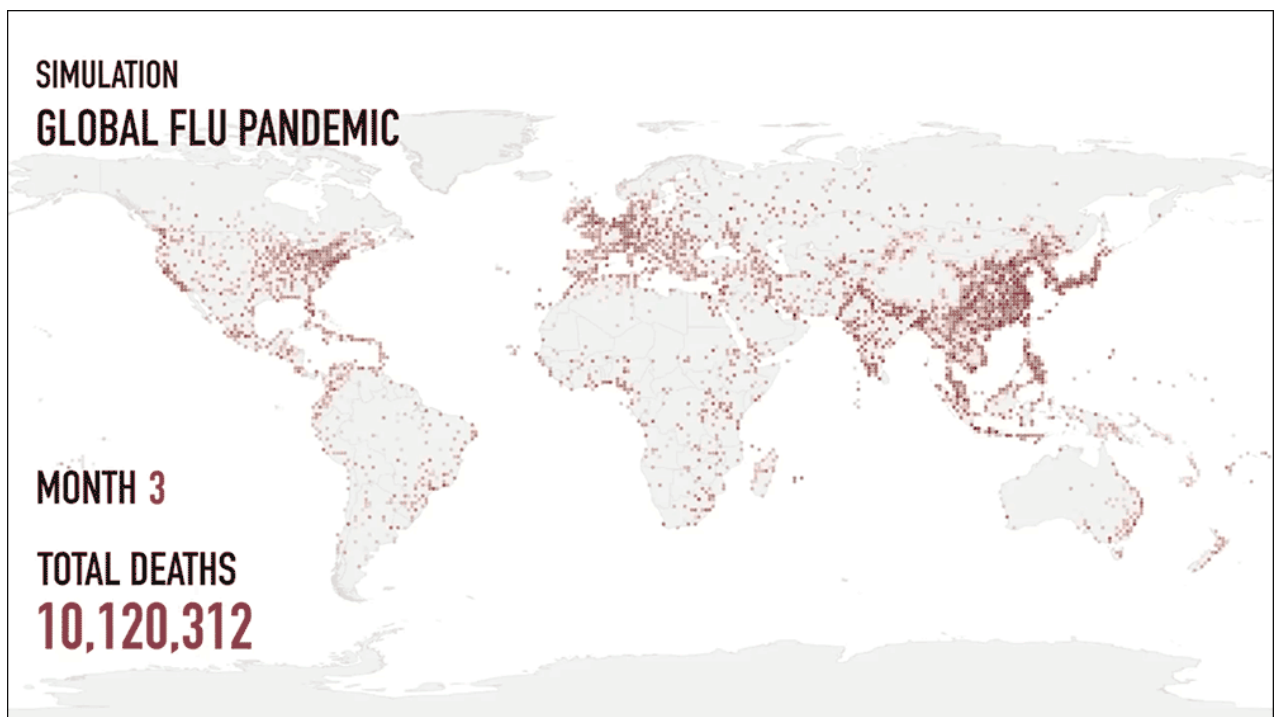 SIMULATION
GLOBAL FLU PANDEMIC
MONTH 3
TOTAL DEATHS
10,120,312